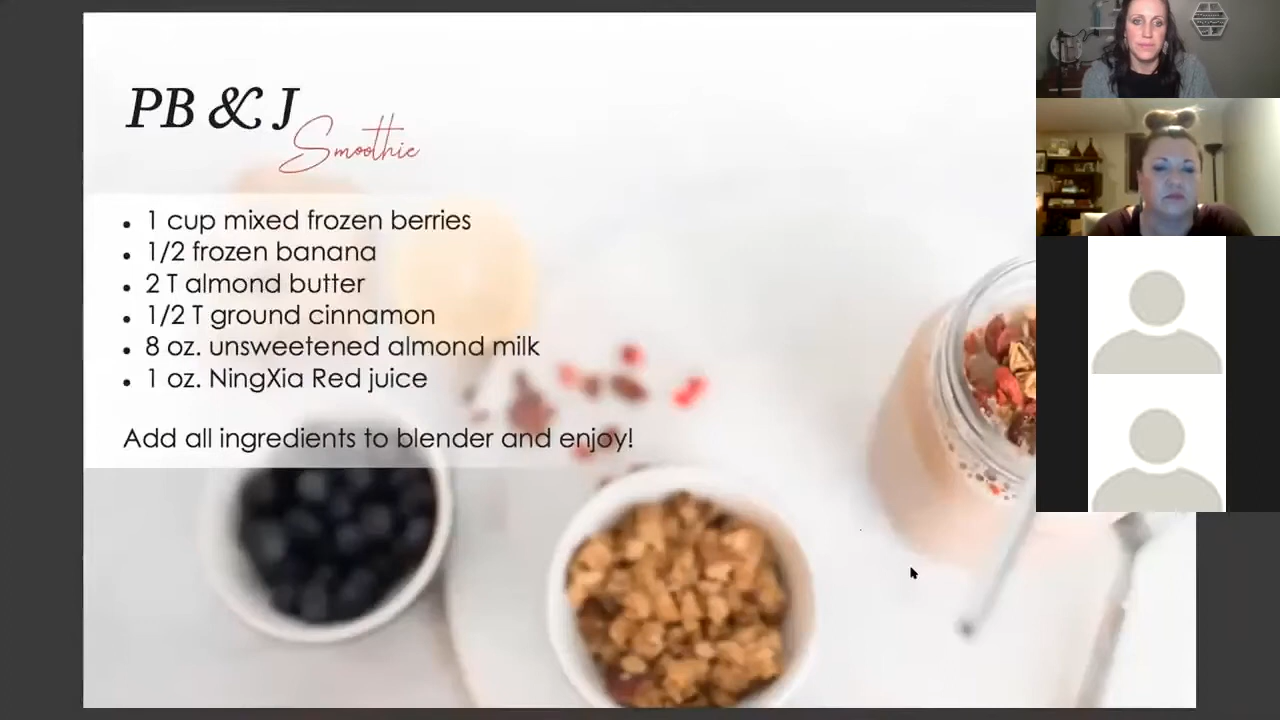 PB & J
Smoothie
• 1 cup mixed frozen berries
• 1/2 frozen banana
• 2 T almond butter
• 1/2 T ground cinnamon
• 8 oz. unsweetened almond milk
• 1 oz. NingXia Red juice
Add all ingredients to blender and enjoy!